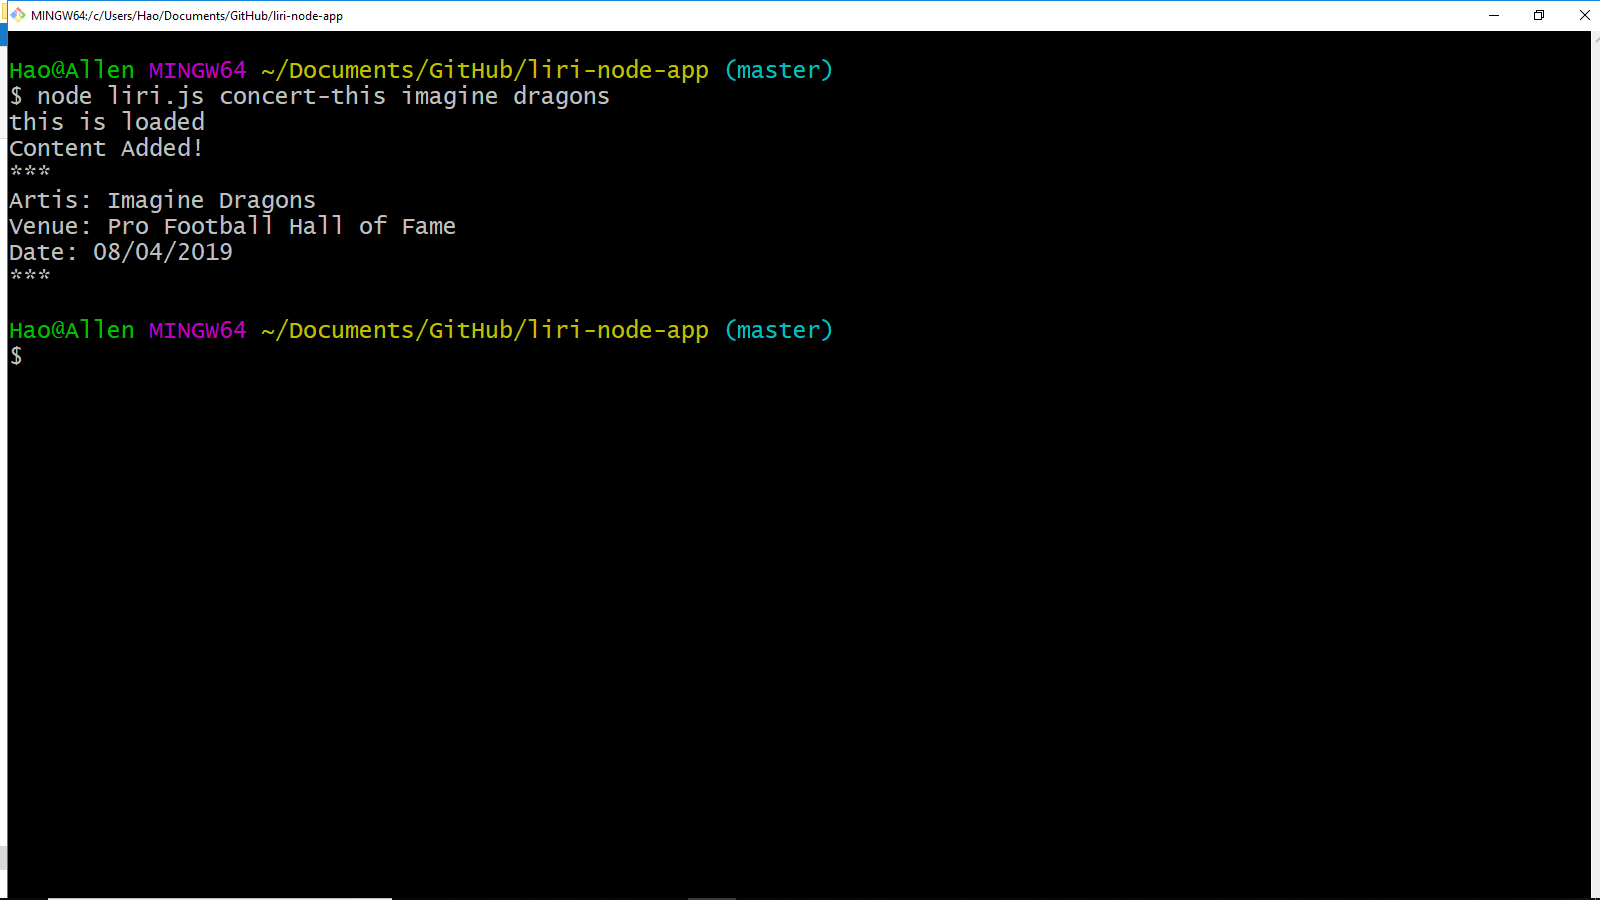 MINGW64:/c/Users/Hao/Documents/GitHub/liri-node-app
Hao@Allen MINGW64 ~/Documents/GitHub/liri-node-app (master)
$ node liri.js concert-this imagine dragons
this is loaded
Content Added!
***
Artis: Imagine Dragons
Venue: Pro Football Hall of Fame
Date: 08/04/2019
***
Hao@Allen MINGW64 ~/Documents/GitHub/liri-node-app (master)
$